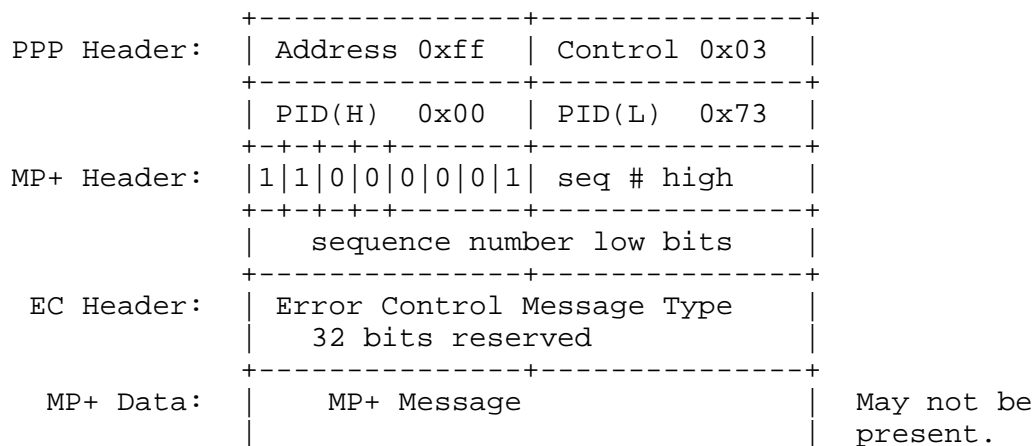 +---------------+---------------+
PPP Header:    | Address 0xff  | Control 0x03  |
               +---------------+---------------+
               | PID(H)  0x00  | PID(L)  0x73  |
               +-+-+-+-+-------+---------------+
MP+ Header:    |1|1|0|0|0|0|0|1| seq # high    |
               +-+-+-+-+-------+---------------+
               |   sequence number low bits    |
               +---------------+---------------+
 EC Header:    | Error Control Message Type    |
               |   32 bits reserved            |
               +---------------+---------------+
  MP+ Data:    |    MP+ Message                |  May not be
               |                               |  present.